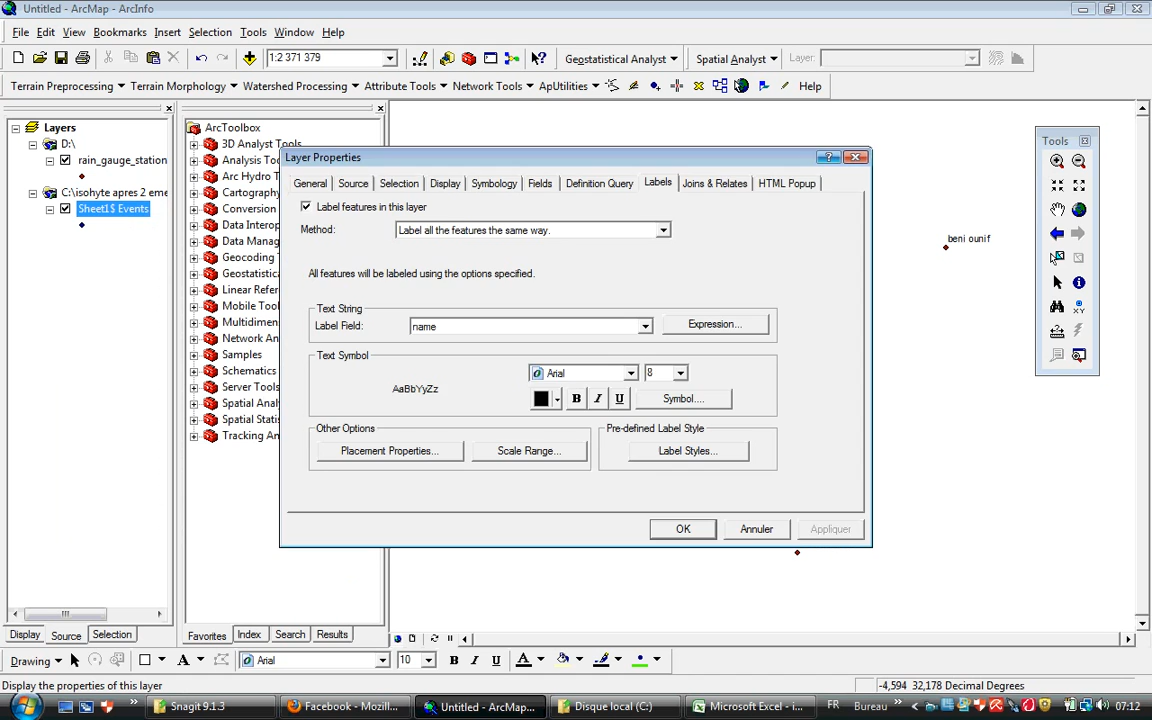 Untitled - ArcMap - ArcInfo
File Edit View Bookmarks Insert Selection Tools Window Help
1:2 371 379 Geostatistical Analyst Spatial Analyst Layer:
Terrain Preprocessing Terrain Morphology Watershed Processing Attribute Tools Network Tools ApUtilities Help
Layers
D:\
rain_gauge_station
C:\isohyte apres 2 eme
Sheet1$ Events
ArcToolbox
3D Analyst Tools
Analysis Too
Arc Hydro T
Cartography
Conversion
Data Interop
Data Manag
Geocoding T
Geostatistica
Linear Refer
Mobile Tool
Multidimen
Network An
Samples
Schematics
Server Tools
Spatial Analy
Spatial Statis
Tracking An
Layer Properties
General Source Selection Display Symbology Fields Definition Query Labels Joins & Relates HTML Popup
Label features in this layer
Method: Label all the features the same way.
All features will be labeled using the options specified.
Text String
Label Field: name Expression...
Text Symbol
AaBbYyZz
Arial 8
B I U Symbol....
Other Options Pre-defined Label Style
Placement Properties... Scale Range... Label Styles...
OK Annuler Appliquer
beni ounif
Tools
XY
Display Source Selection
Favorites Index Search Results
Drawing A Arial 10 B I U A
Display the properties of this layer
-4,594 32,178 Decimal Degrees
Snagit 9.1.3 Facebook - Mozill... Untitled - ArcMap... Disque local (C:) Microsoft Excel - i... FR Bureau 07:12